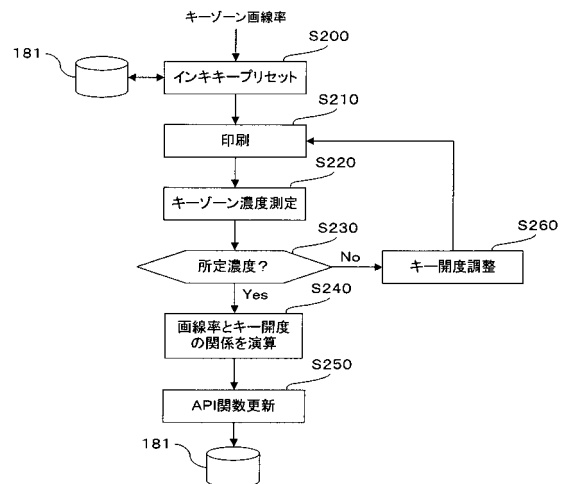 キーゾーン画線率
S200
181
インキキープリセット
S210
印刷
S220
キーゾーン濃度測定
S230
所定濃度?
No
S260
キー開度調整
Yes
S240
画線率とキー開度
の関係を演算
S250
API関数更新
181